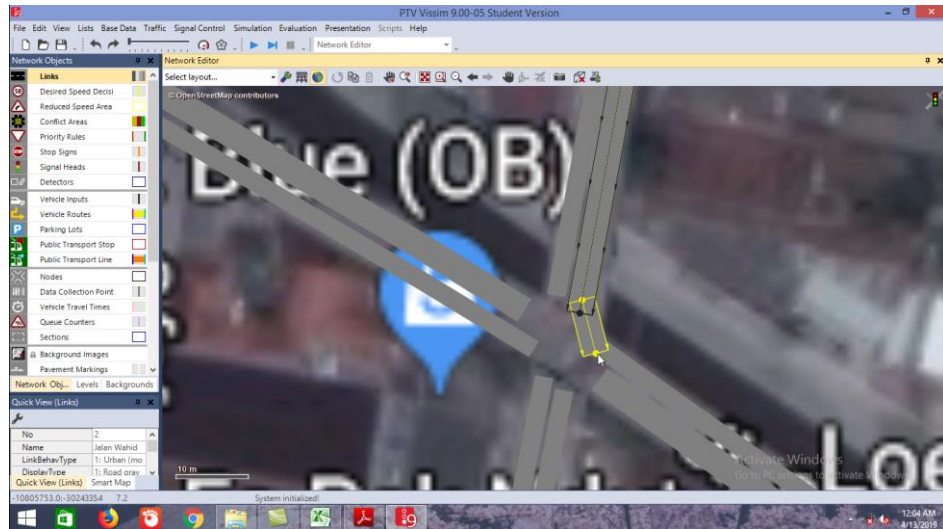 PTV Vissim 9.00-05 Student Version
File Edit View Lists Base Data Traffic Signal Control Simulation Evaluation Presentation Scripts Help
Network Editor
Network Objects
Network Editor
Links
Select layout...
Desired Speed Decisi
© OpenStreetMap contributors
Reduced Speed Area
Conflict Areas
Priority Rules
Stop Signs
Signal Heads
Detectors
Vehicle Inputs
Vehicle Routes
Parking Lots
Public Transport Stop
Public Transport Line
Nodes
Data Collection Point
Vehicle Travel Times
Queue Counters
Sections
Background Images
Pavement Markings
Network Obj... Levels Backgrounds
Blue (OB)
Quick View (Links)
No 2
Name Jalan Wahid
LinkBehavType 1: Urban (mo
DisplayType 1: Road gray
Quick View (Links) Smart Map
10 m
Activate Windows
Go to PC settings to activate Windows.
-10805753.0:-3024335.4 7.2
System initialized!
12:04 AM
4/13/2019